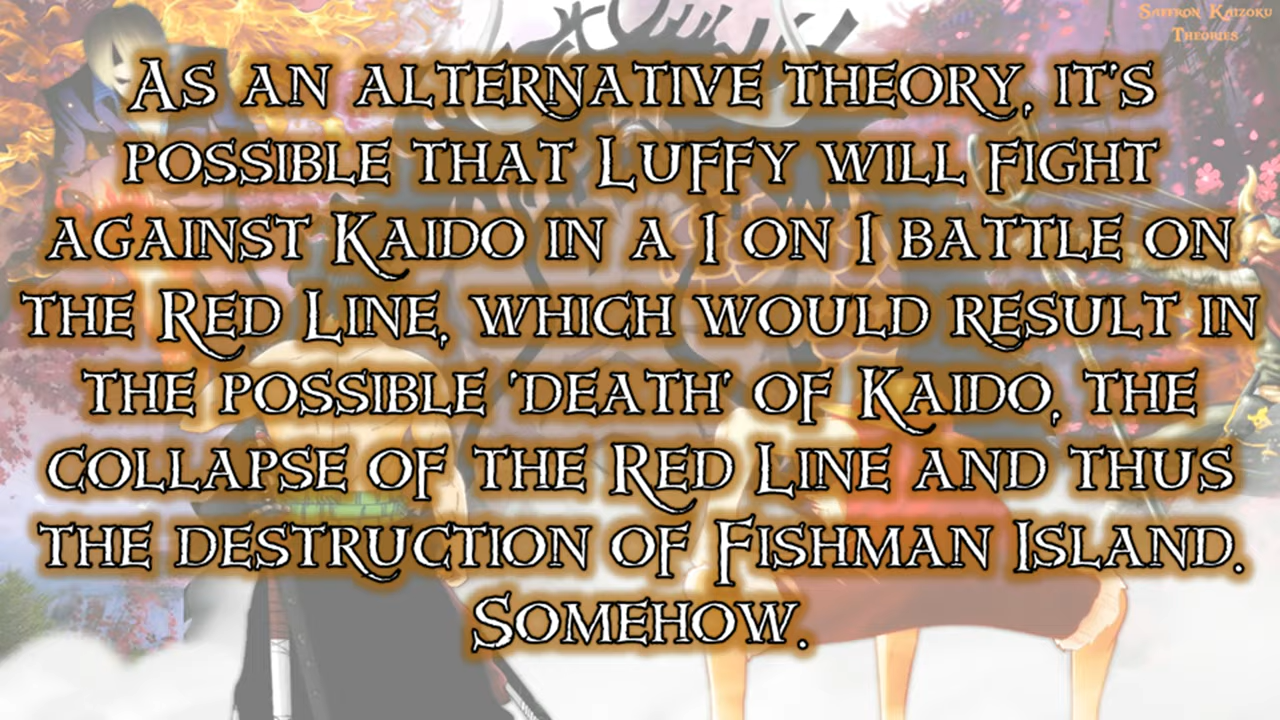 Saffron Kaizoku
Theories
As an alternative theory, it's
possible that Luffy will fight
against Kaido in a 1 on 1 battle on
the Red Line, which would result in
the possible 'death' of Kaido, the
collapse of the Red Line and thus
the destruction of Fishman Island.
Somehow.